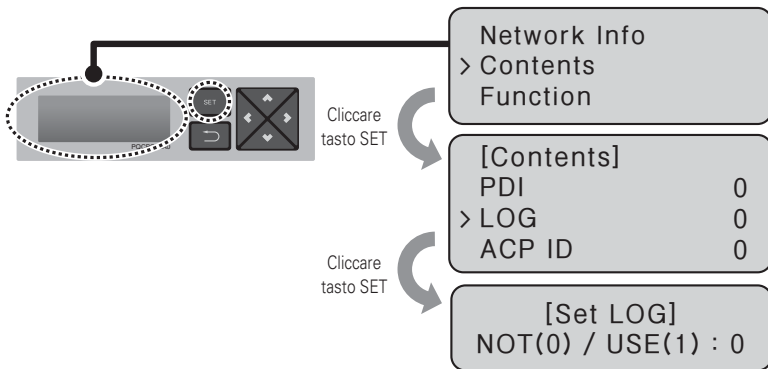 Network Info
> Contents
Function
SET
Cliccare
tasto SET
[Contents]
PDI 0
> LOG 0
ACP ID 0
Cliccare
tasto SET
[Set LOG]
NOT(0) / USE(1) : 0